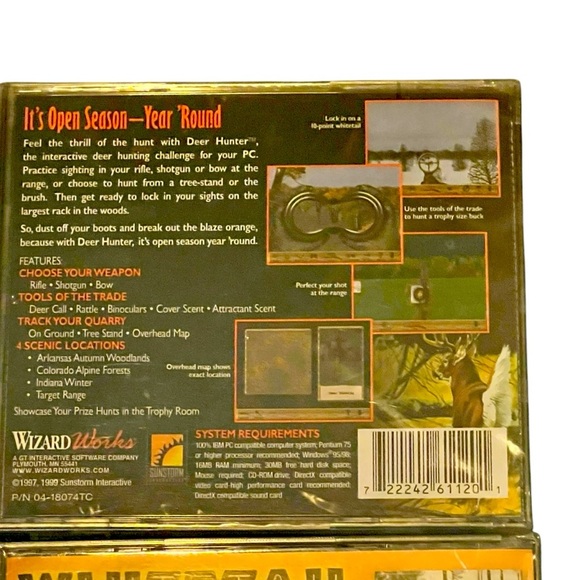 It's Open Season—Year 'Round
Feel the thrill of the hunt with Deer Hunter™,
the interactive deer hunting challenge for your PC.
Practice sighting in your rifle, shotgun or bow at
the range, or choose to hunt from a tree-stand or the
brush. Then get ready to lock in your sights on the
largest rack in the woods.
So, dust off your boots and break out the blaze orange,
because with Deer Hunter, it's open season year 'round.
FEATURES:
CHOOSE YOUR WEAPON
Rifle • Shotgun • Bow
TOOLS OF THE TRADE
Deer Call • Rattle • Binoculars • Cover Scent • Attractant Scent
TRACK YOUR QUARRY
On Ground • Tree Stand • Overhead Map
4 SCENIC LOCATIONS
• Arkansas Autumn Woodlands
• Colorado Alpine Forests
• Indiana Winter
• Target Range
Showcase Your Prize Hunts in the Trophy Room
Lock in on a
10-point whitetail
Use the tools of the trade
to hunt a trophy size buck
Perfect your shot
at the range
Overhead map shows
exact location
WIZARD Works
A GT INTERACTIVE SOFTWARE COMPANY
PLYMOUTH, MN 55441
WWW.WIZARDWORKS.COM
©1997, 1999 Sunstorm Interactive
P/N 04-18074TC
SUNSTORM
SYSTEM REQUIREMENTS
100% IBM PC compatible computer system; Pentium 75
or higher processor recommended; Windows® 95/98;
16MB RAM minimum; 30MB free hard disk space;
Mouse required; CD-ROM drive; DirectX compatible
video card-high performance card recommended;
DirectX compatible sound card
7 22242 61120 1